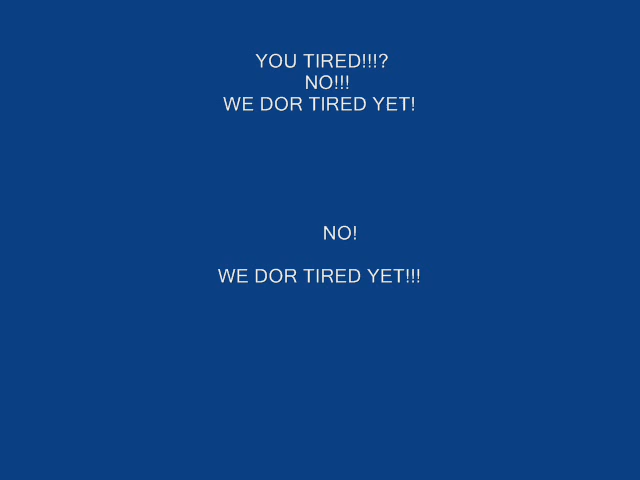 YOU TIRED!!!?
NO!!!
WE DOR TIRED YET!
NO!
WE DOR TIRED YET!!!